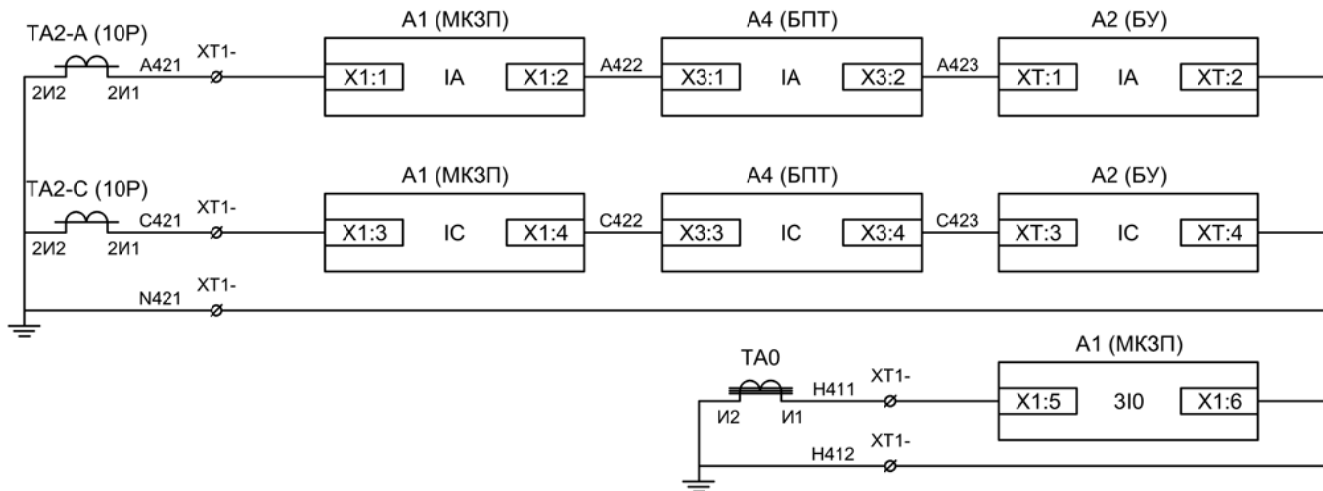 A1 (МКЗП) A4 (БПТ) A2 (БУ)
TA2-A (10P)
A421 XT1- X1:1 IA X1:2 A422 X3:1 IA X3:2 A423 XT:1 IA XT:2
2И2 2И1
A1 (МКЗП) A4 (БПТ) A2 (БУ)
TA2-C (10P)
C421 XT1- X1:3 IC X1:4 C422 X3:3 IC X3:4 C423 XT:3 IC XT:4
2И2 2И1
N421 XT1-
A1 (МКЗП)
TA0
H411 XT1- X1:5 3I0 X1:6
И2 И1
H412 XT1-